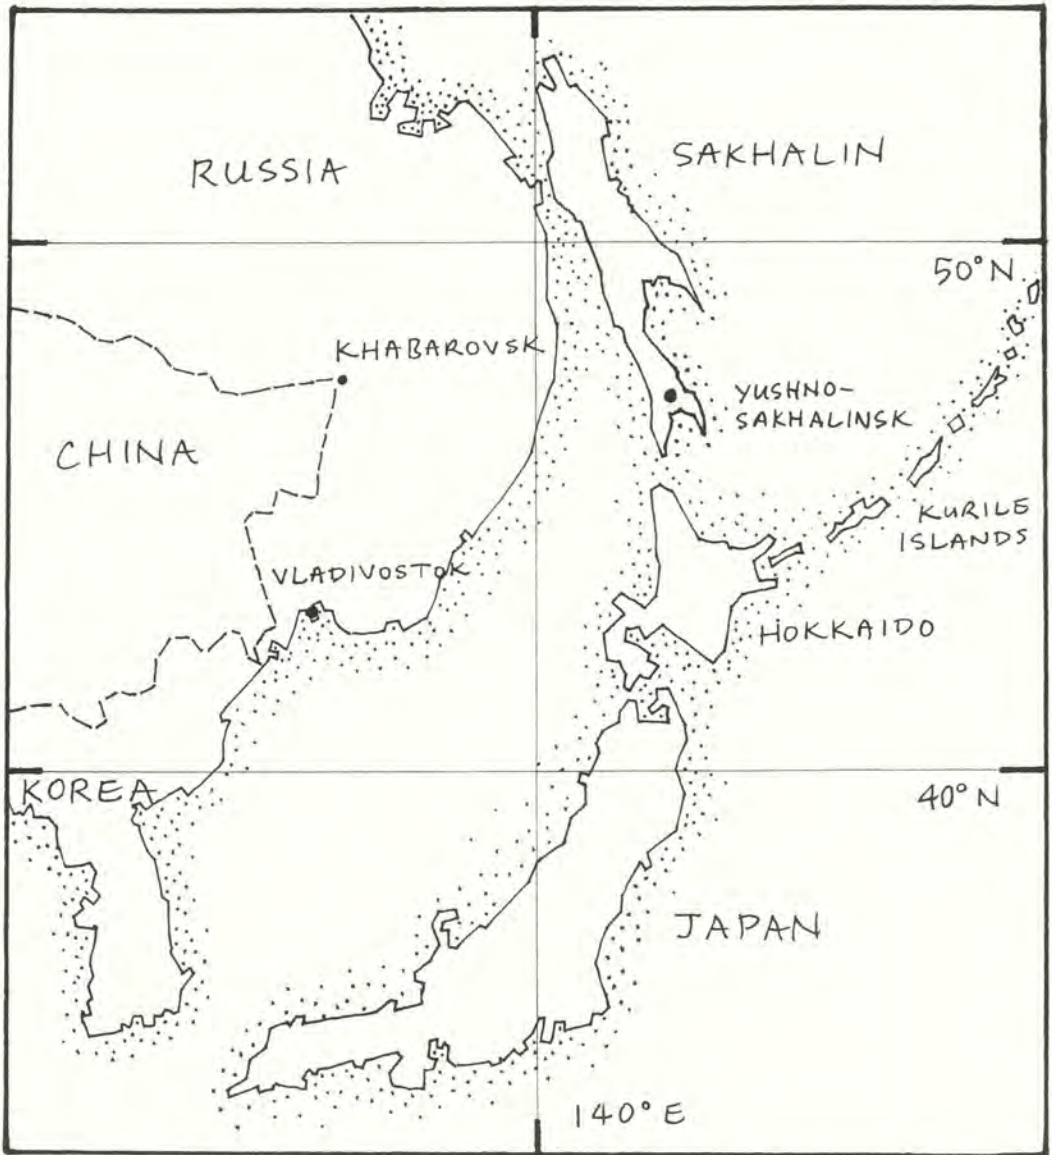 RUSSIA
SAKHALIN
50°N
KHABAROVSK
YUSHNO-
SAKHALINSK
CHINA
KURILE
ISLANDS
VLADIVOSTOK
HOKKAIDO
KOREA
40°N
JAPAN
140°E